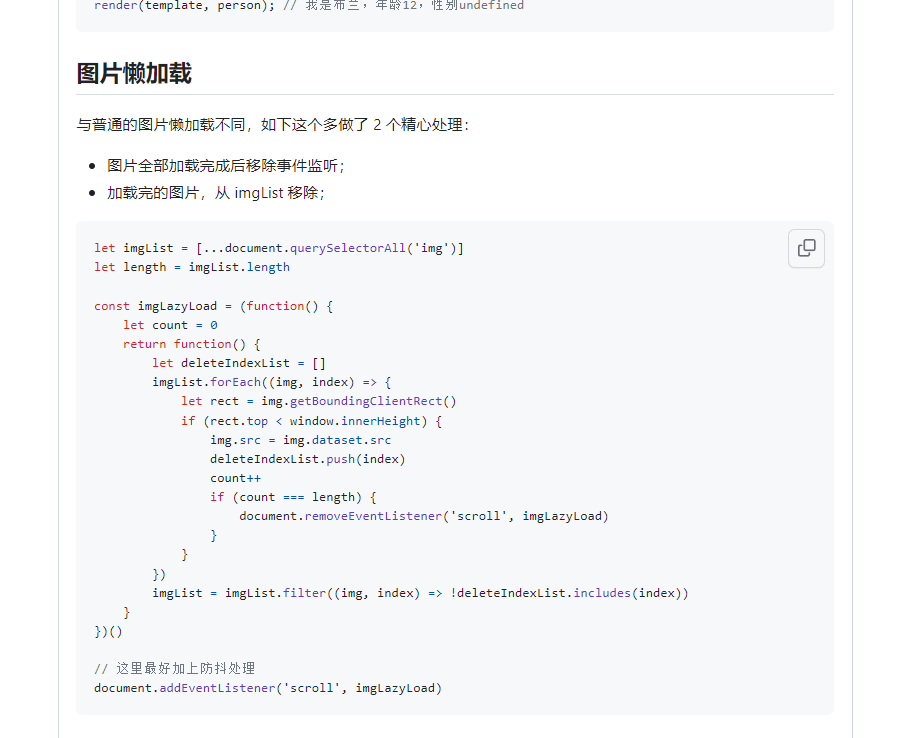 render(template, person); // 我是布兰，年龄12，性别undefined
图片懒加载
与普通的图片懒加载不同，如下这个多做了 2 个精心处理：
• 图片全部加载完成后移除事件监听；
• 加载完的图片，从 imgList 移除；
let imgList = [...document.querySelectorAll('img')]
let length = imgList.length
const imgLazyLoad = (function() {
    let count = 0
    return function() {
        let deleteIndexList = []
        imgList.forEach((img, index) => {
            let rect = img.getBoundingClientRect()
            if (rect.top < window.innerHeight) {
                img.src = img.dataset.src
                deleteIndexList.push(index)
                count++
                if (count === length) {
                    document.removeEventListener('scroll', imgLazyLoad)
                }
            }
        })
        imgList = imgList.filter((img, index) => !deleteIndexList.includes(index))
    }
})()
// 这里最好加上防抖处理
document.addEventListener('scroll', imgLazyLoad)